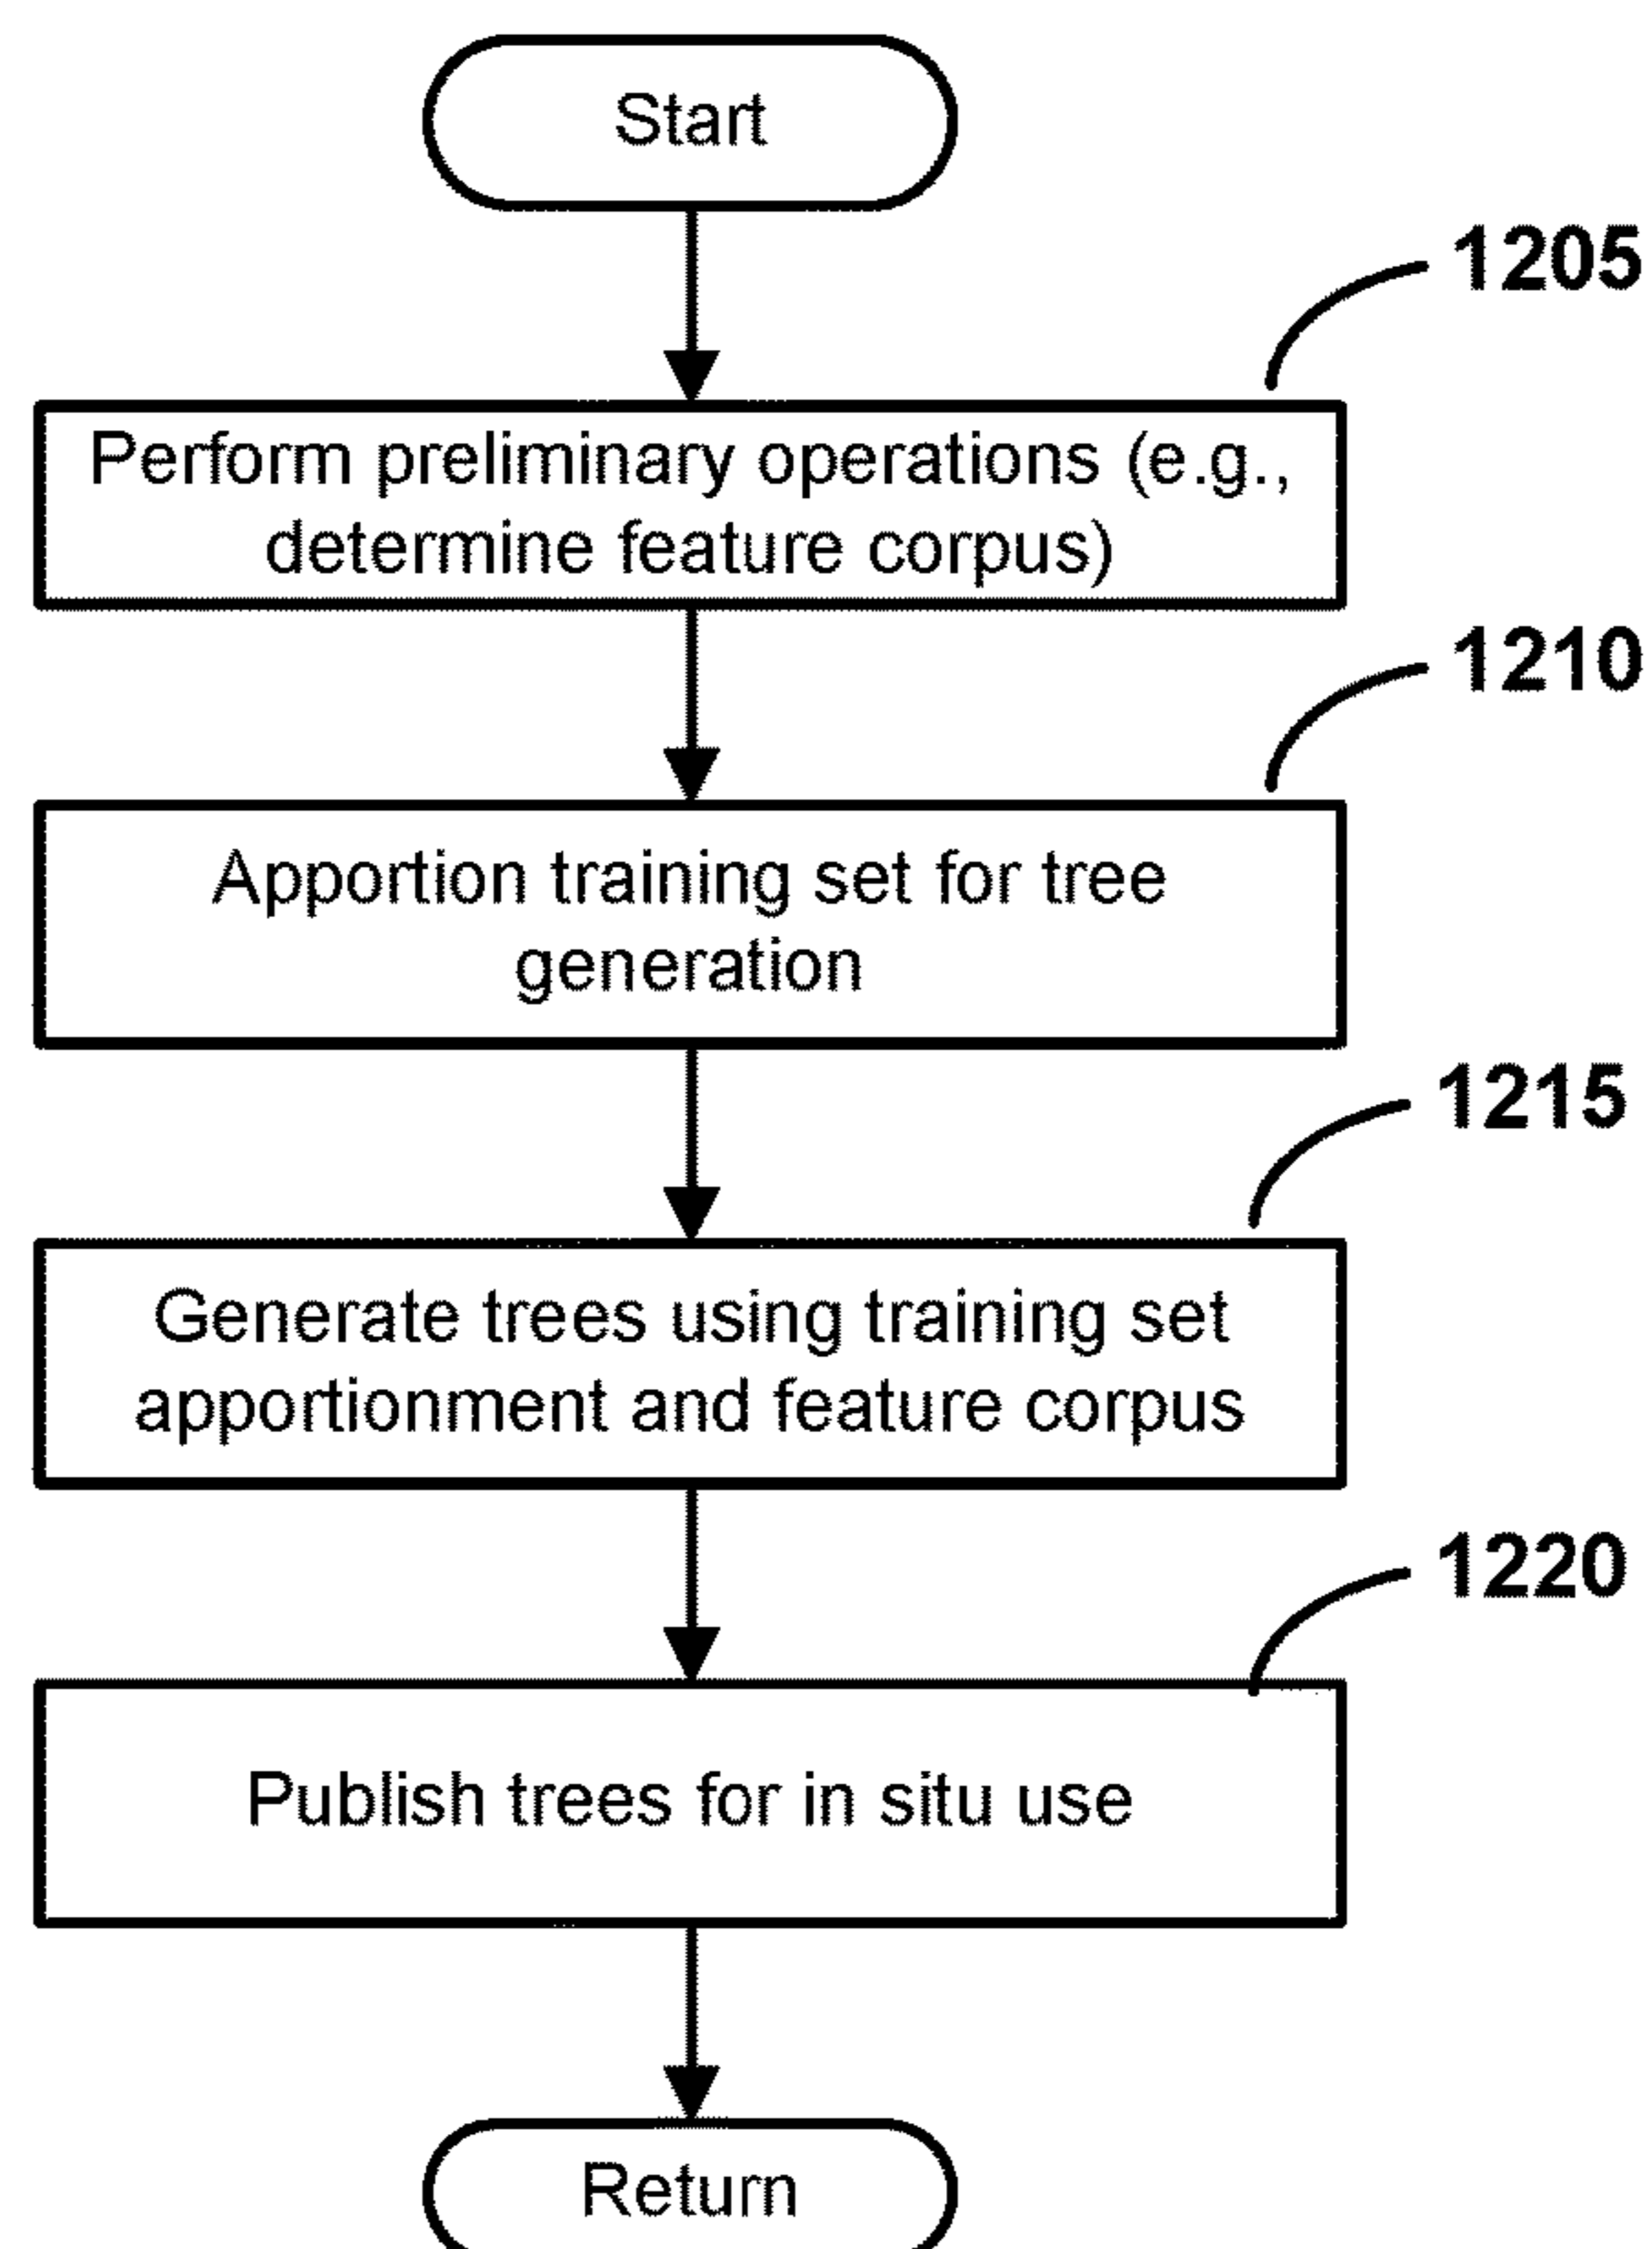 Start
1205
Perform preliminary operations (e.g.,
determine feature corpus)
1210
Apportion training set for tree
generation
1215
Generate trees using training set
apportionment and feature corpus
1220
Publish trees for in situ use
Return